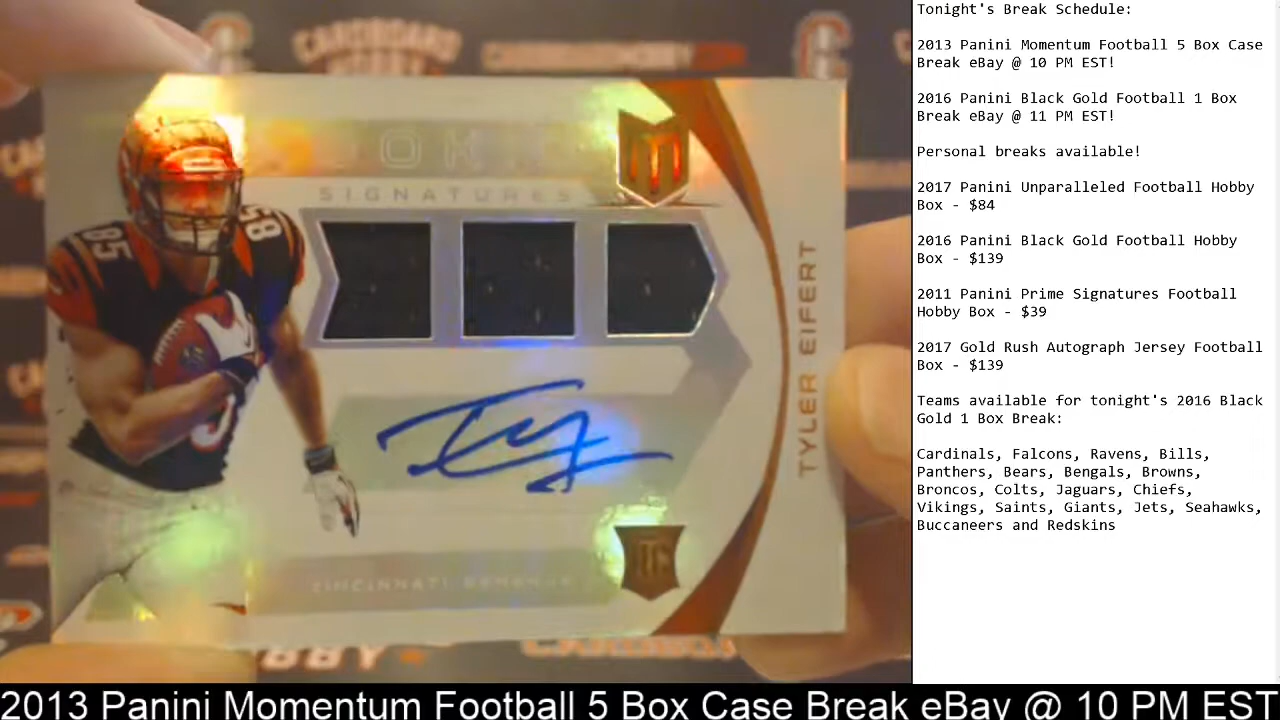 Tonight's Break Schedule:
2013 Panini Momentum Football 5 Box Case
Break eBay @ 10 PM EST!
2016 Panini Black Gold Football 1 Box
Break eBay @ 11 PM EST!
Personal breaks available!
2017 Panini Unparalleled Football Hobby
Box - $84
2016 Panini Black Gold Football Hobby
Box - $139
2011 Panini Prime Signatures Football
Hobby Box - $39
2017 Gold Rush Autograph Jersey Football
Box - $139
Teams available for tonight's 2016 Black
Gold 1 Box Break:
Cardinals, Falcons, Ravens, Bills,
Panthers, Bears, Bengals, Browns,
Broncos, Colts, Jaguars, Chiefs,
Vikings, Saints, Giants, Jets, Seahawks,
Buccaneers and Redskins
SIGNATURES
85
85
TYLER EIFERT
CINCINNATI BENGALS
2013 Panini Momentum Football 5 Box Case Break eBay @ 10 PM EST